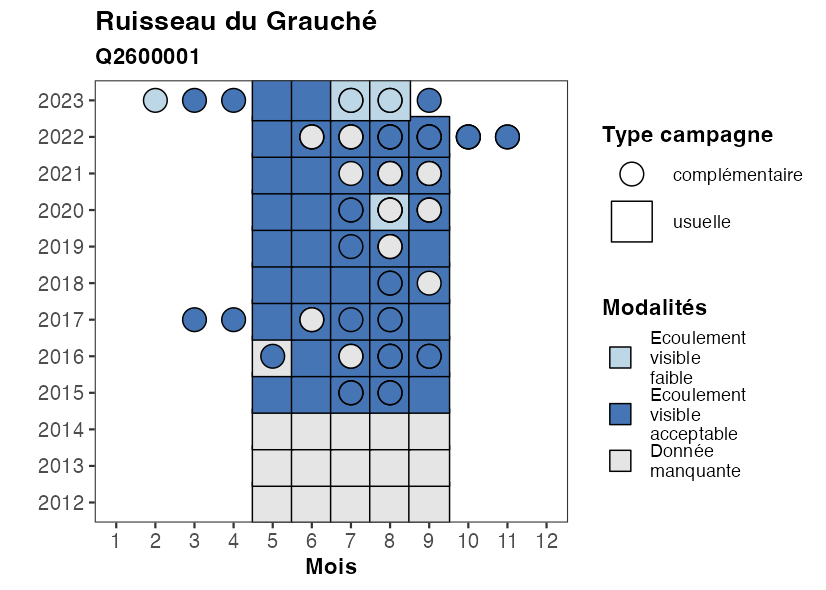 Ruisseau du Grauché
Q2600001
2023
2022
2021
2020
2019
2018
2017
2016
2015
2014
2013
2012
1 2 3 4 5 6 7 8 9 10 11 12
Mois
Type campagne
complémentaire
usuelle
Modalités
Ecoulement
visible
faible
Ecoulement
visible
acceptable
Donnée
manquante